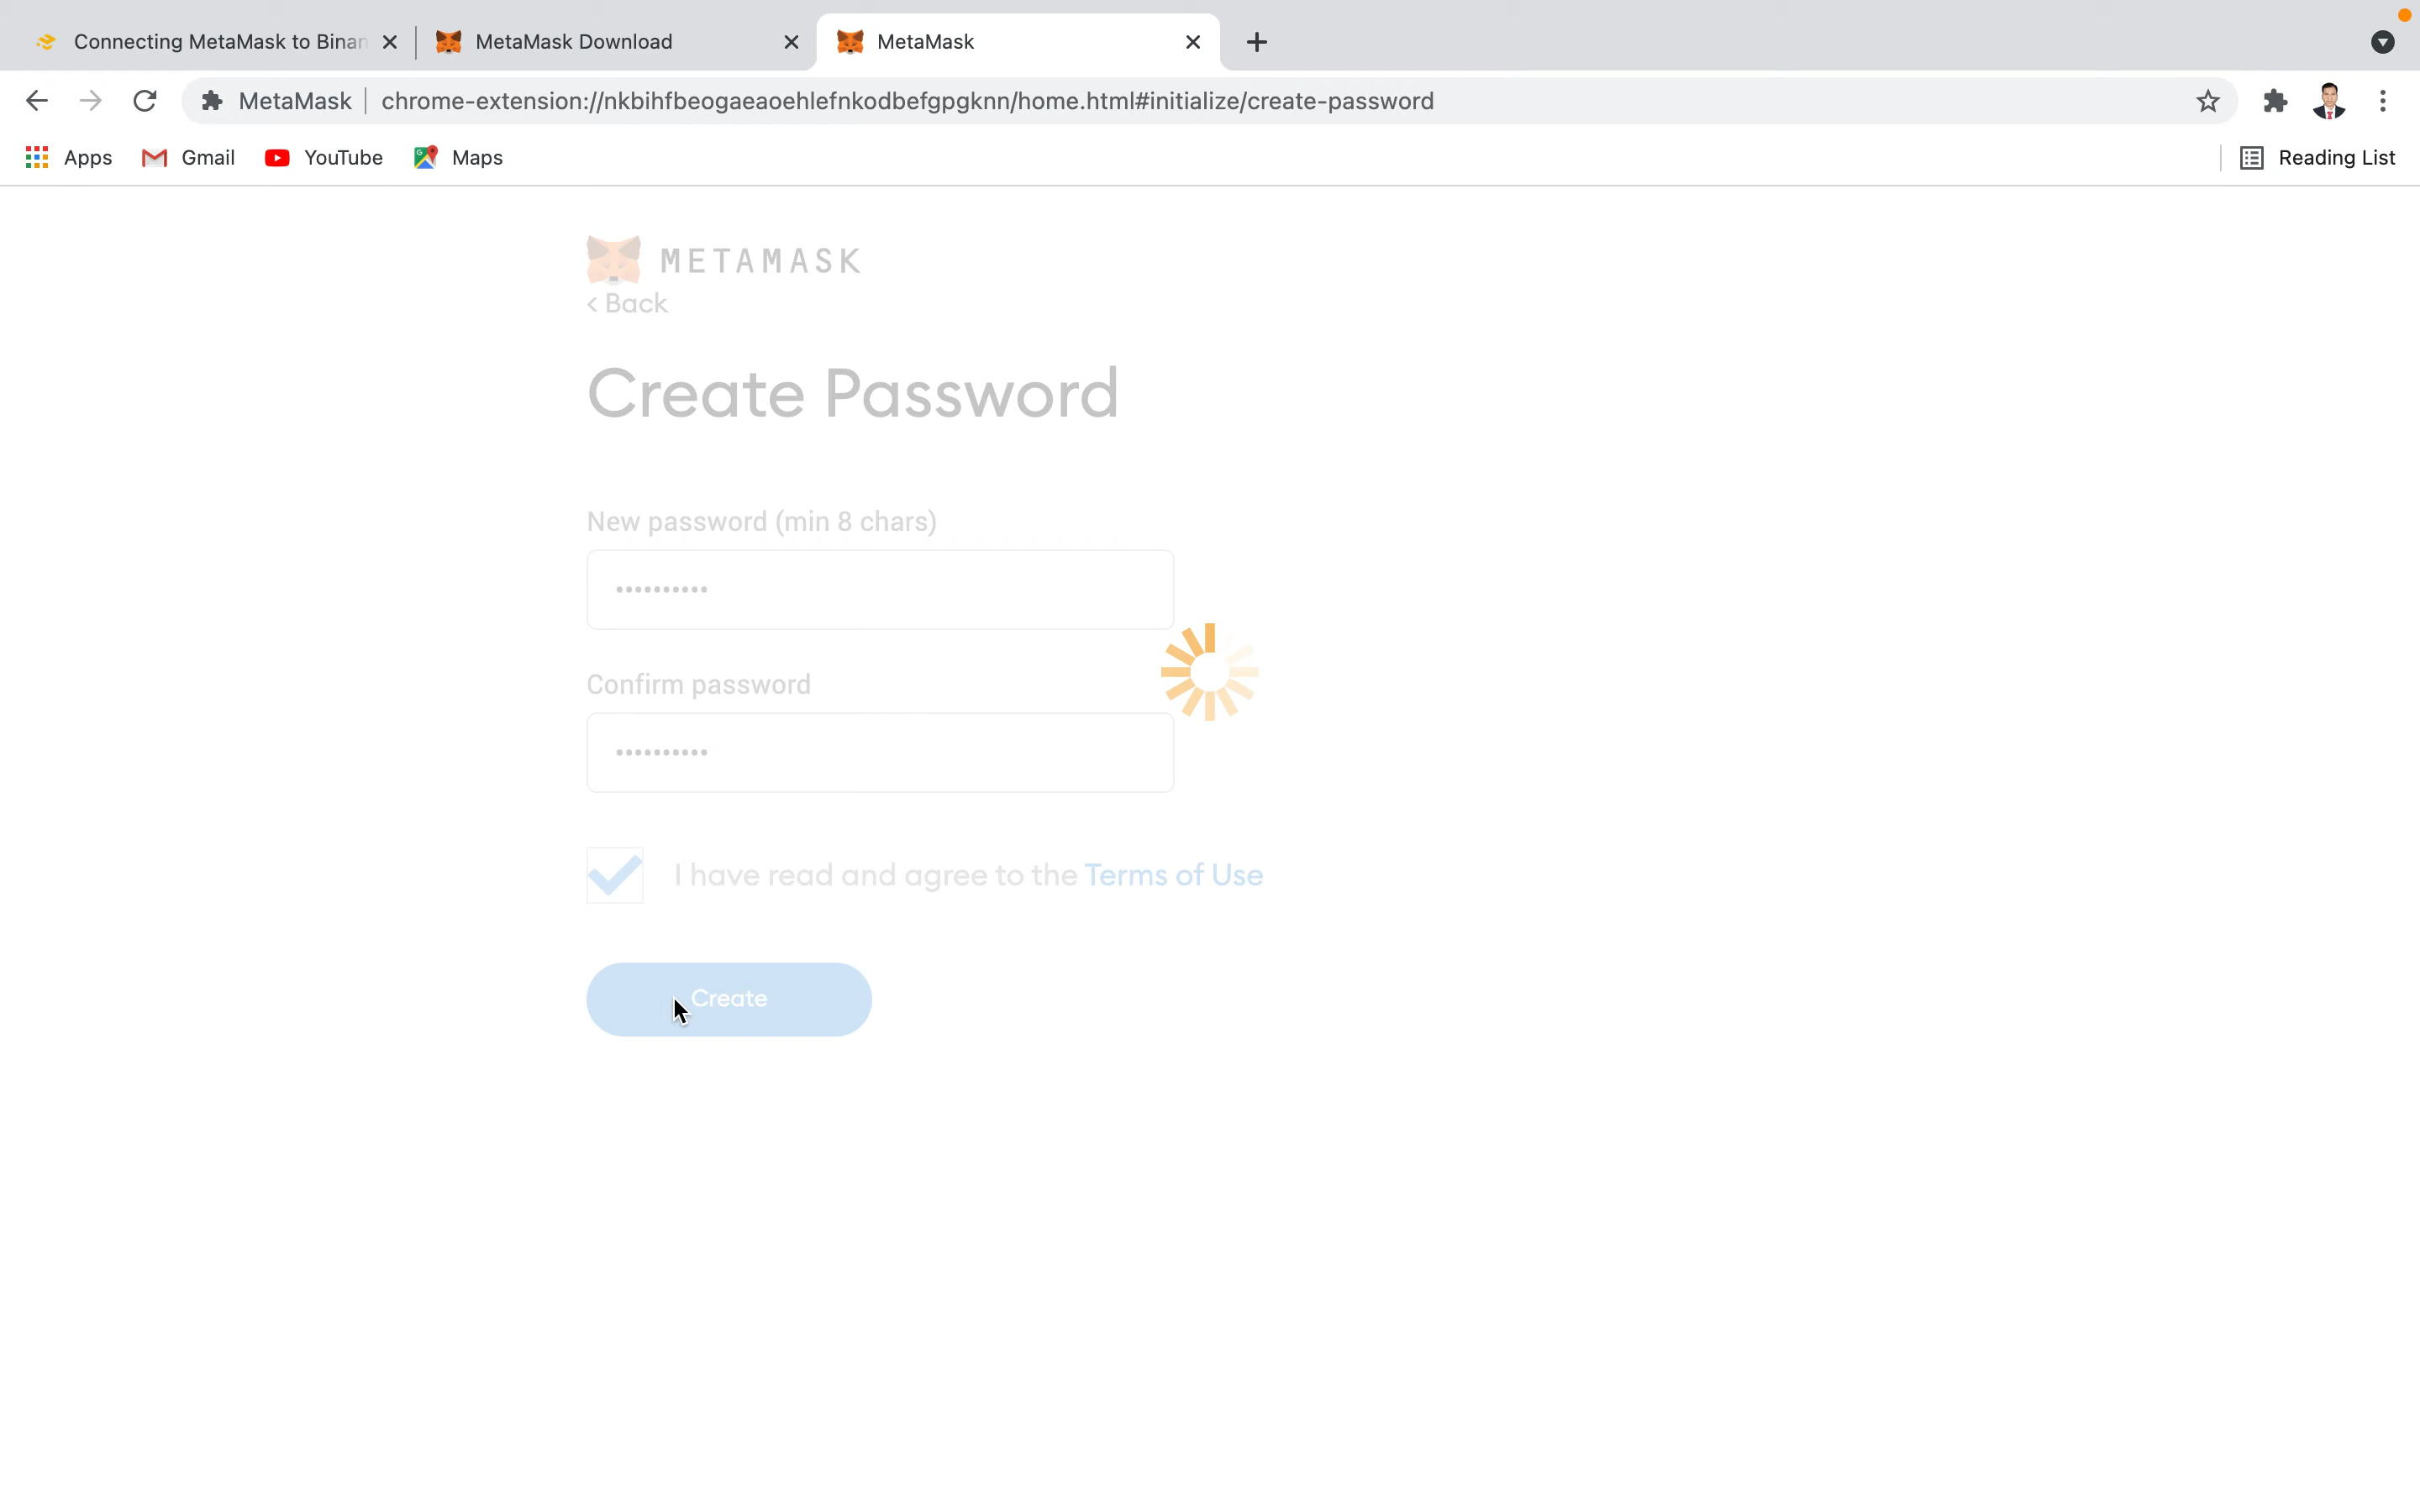 Connecting MetaMask to Binan
MetaMask Download
MetaMask
MetaMask
chrome-extension://nkbihfbeogaeaoehlefnkodbefgpgknn/home.html#initialize/create-password
Apps
Gmail
YouTube
Maps
Reading List
METAMASK
< Back
Create Password
New password (min 8 chars)
••••••••••
Confirm password
••••••••••
I have read and agree to the Terms of Use
Create